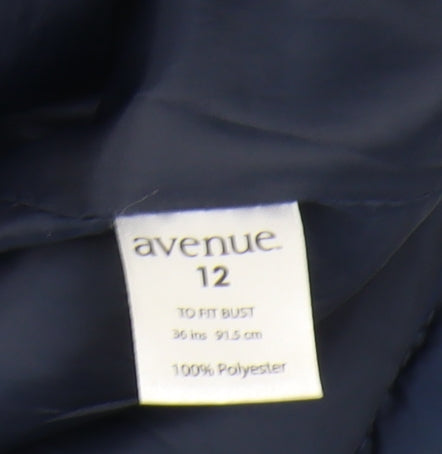 avenue.
12
TO FIT BUST
36 ins 91.5 cm
100% Polyester